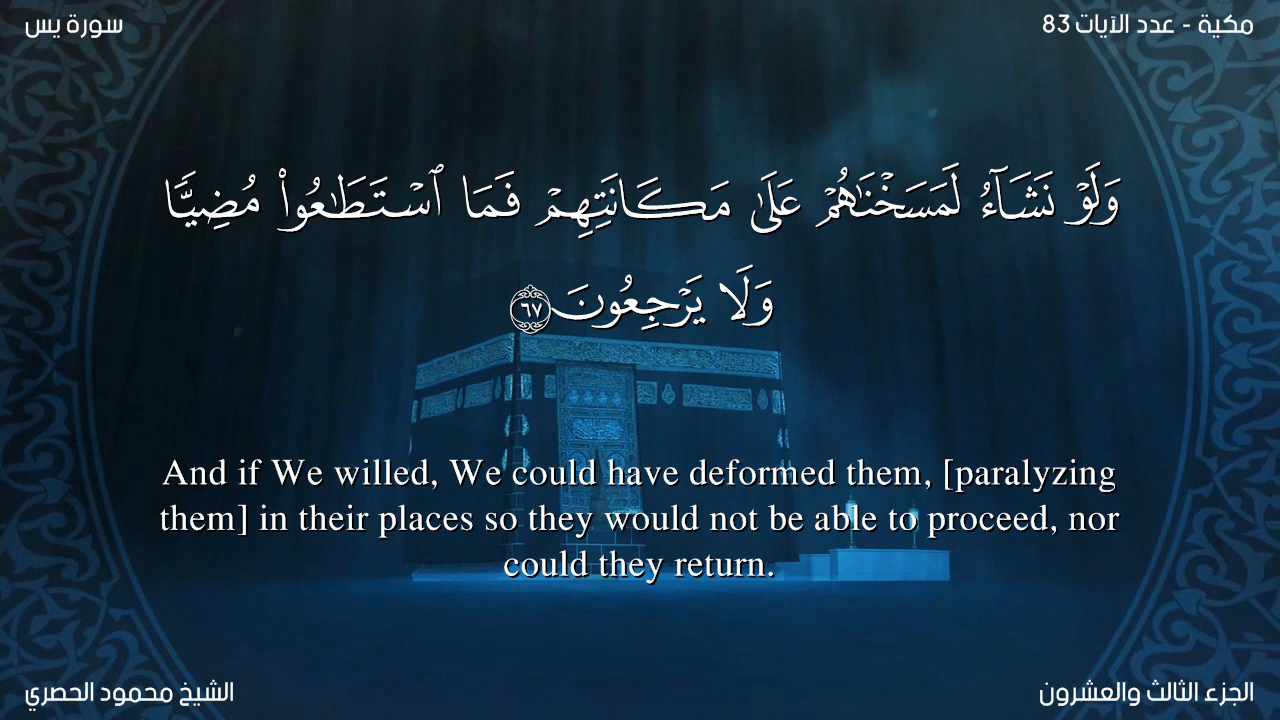 سورة يس
مكية - عدد الآيات 83
وَلَوْ نَشَآءُ لَمَسَخْنَٰهُمْ عَلَىٰ مَكَانَتِهِمْ فَمَا ٱسْتَطَٰعُوا۟ مُضِيًّا
وَلَا يَرْجِعُونَ ٦٧
And if We willed, We could have deformed them, [paralyzing
them] in their places so they would not be able to proceed, nor
could they return.
الشيخ محمود الحصري
الجزء الثالث والعشرون